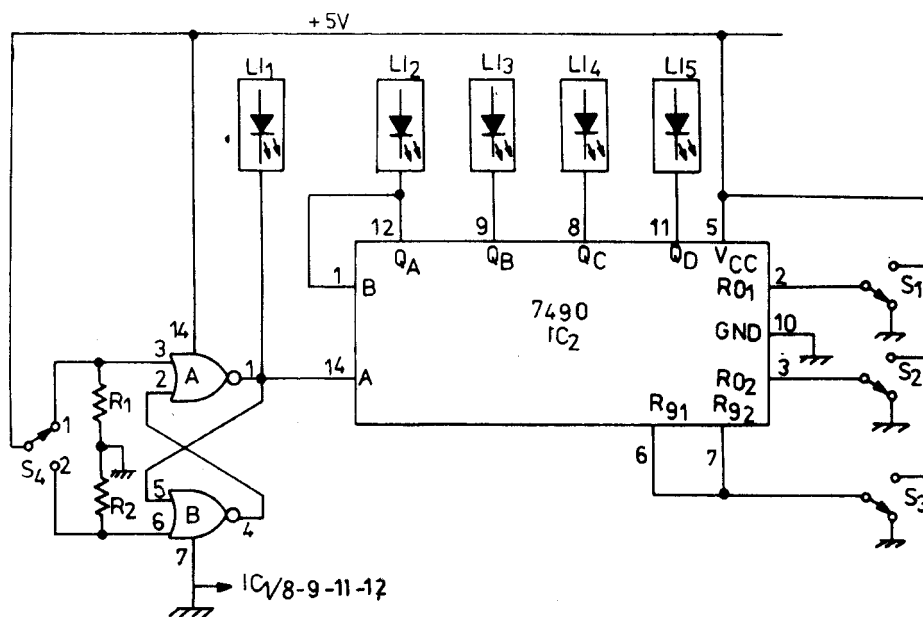 +5V
LI1 LI2 LI3 LI4 LI5
12 9 8 11 5
QA QB QC QD VCC
1 B
RO1 2
S1
7490
IC2
GND 10
14
3
2 A 1
14 A
RO2 3
S2
R1
R91 R92
1
S4
2
6 7
R2
5
6 B 4
S3
7
IC1/8-9-11-12